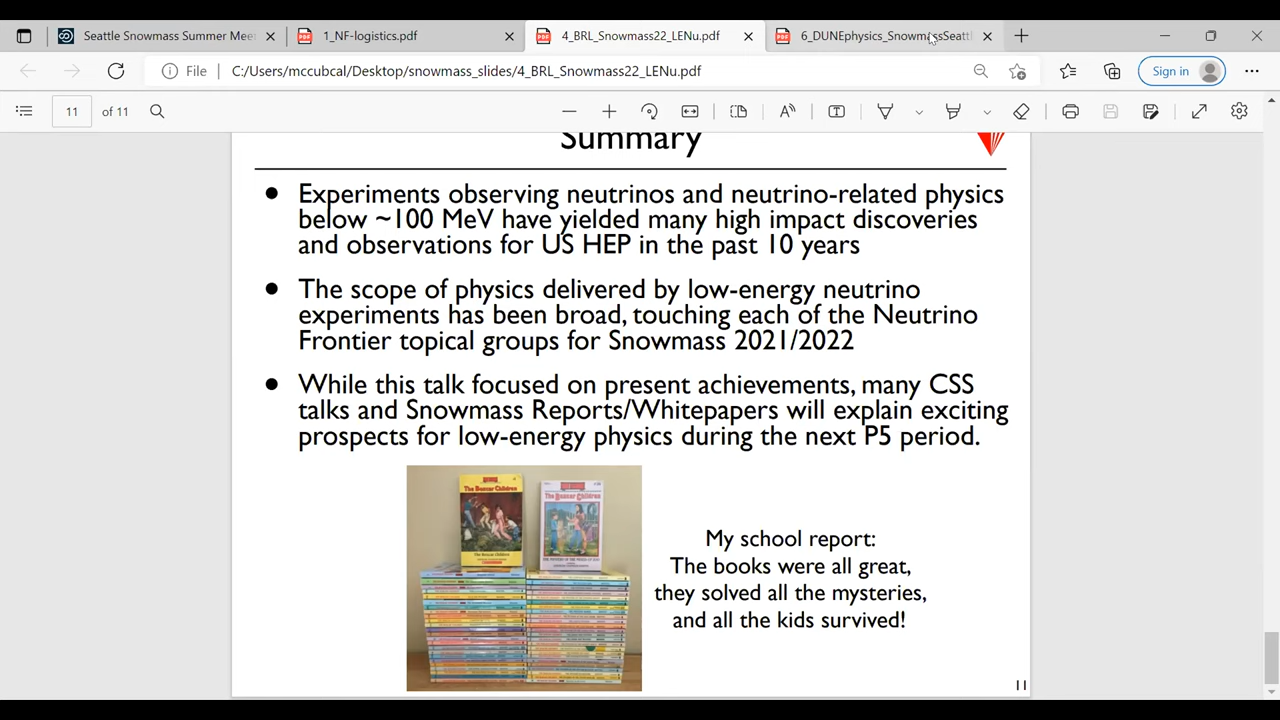 Seattle Snowmass Summer Mee
1_NF-logistics.pdf
4_BRL_Snowmass22_LENu.pdf
6_DUNEphysics_SnowmassSeattl
File
C:/Users/mccubcal/Desktop/snowmass_slides/4_BRL_Snowmass22_LENu.pdf
Sign in
11 of 11
Summary
Experiments observing neutrinos and neutrino-related physics
below ~100 MeV have yielded many high impact discoveries
and observations for US HEP in the past 10 years
The scope of physics delivered by low-energy neutrino
experiments has been broad, touching each of the Neutrino
Frontier topical groups for Snowmass 2021/2022
While this talk focused on present achievements, many CSS
talks and Snowmass Reports/Whitepapers will explain exciting
prospects for low-energy physics during the next P5 period.
The Boxcar Children
The Boxcar Children
The Boxcar Children
My school report:
The books were all great,
they solved all the mysteries,
and all the kids survived!
11